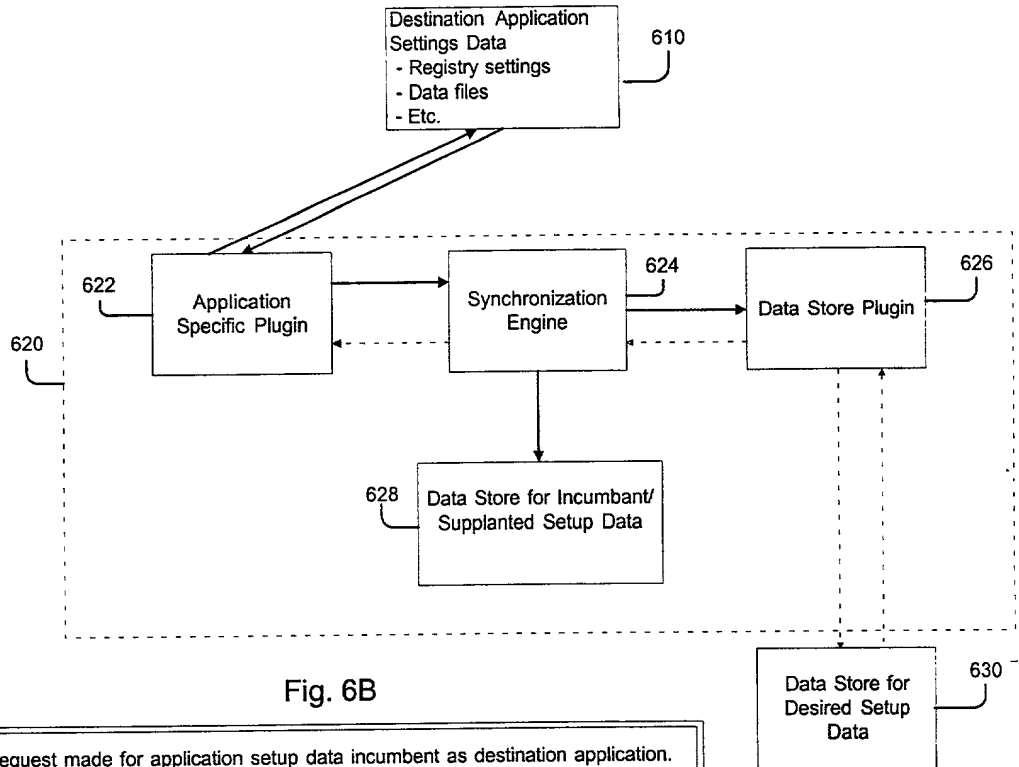 Destination Application
Settings Data
- Registry settings
- Data files
- Etc.
610
622
Application
Specific Plugin
Synchronization
Engine
624
Data Store Plugin
626
620
628
Data Store for Incumbant/
Supplanted Setup Data
Fig. 6B
Data Store for
Desired Setup
Data
630
equest made for application setup data incumbent as destination application.